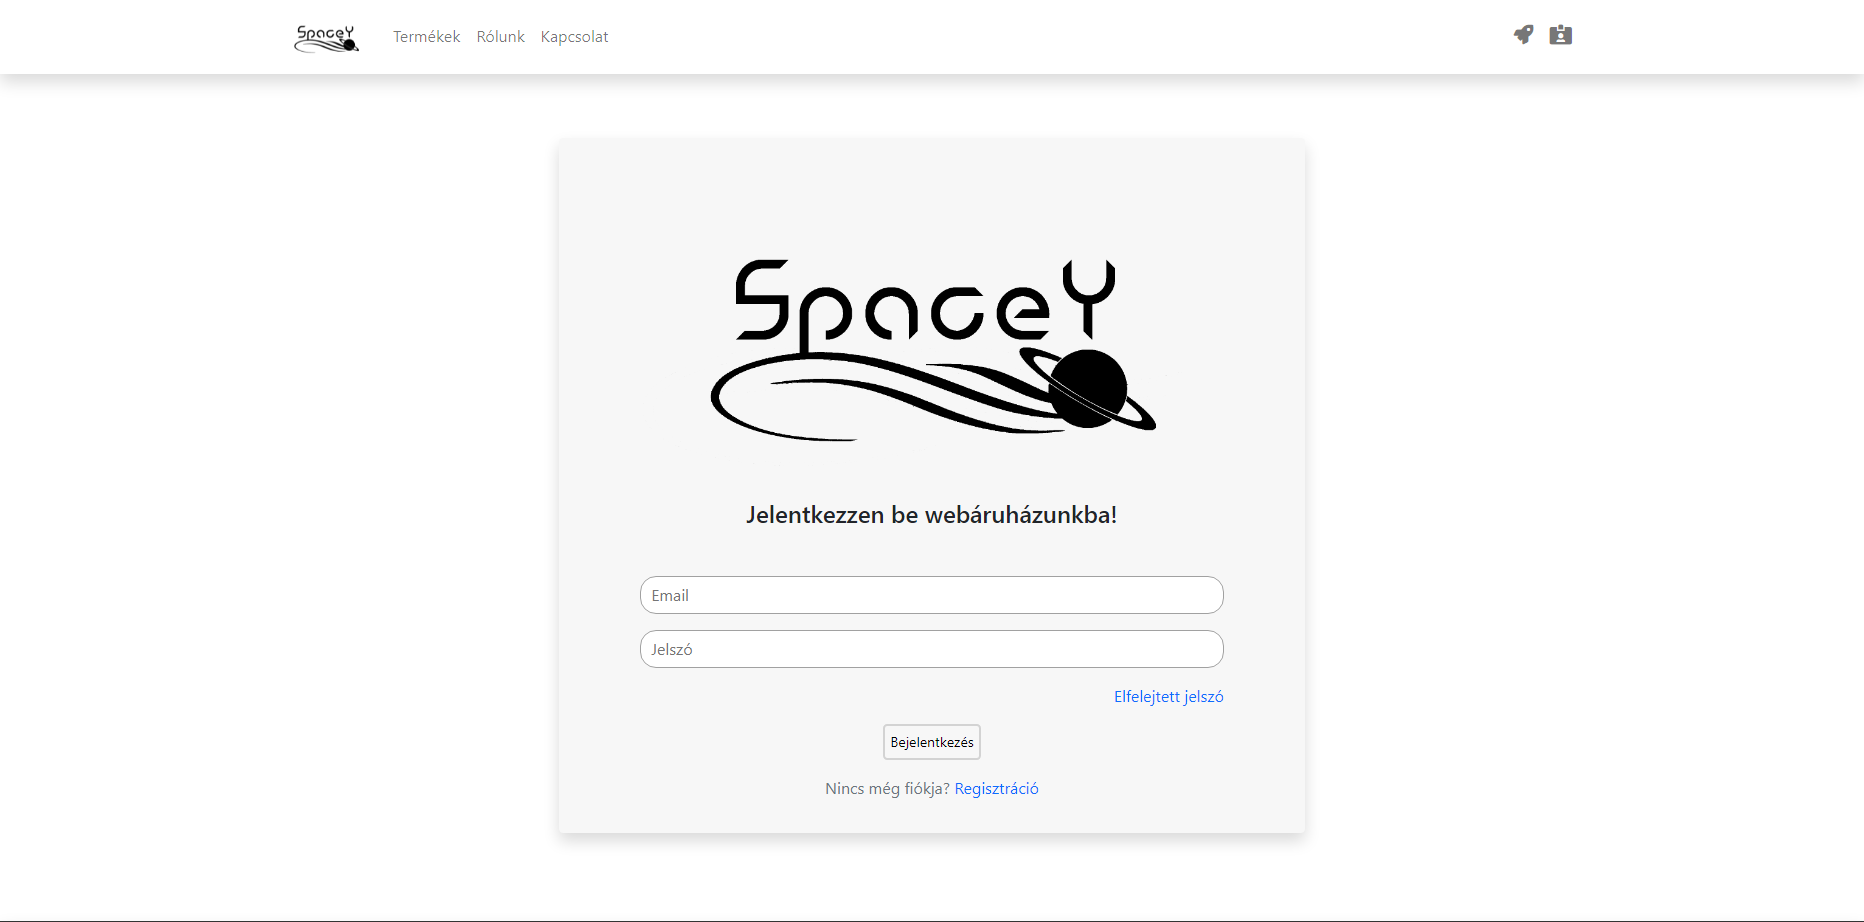 SpaceY Termékek Rólunk Kapcsolat
SpaceY
Jelentkezzen be webáruházunkba!
Email
Jelszó
Elfelejtett jelszó
Bejelentkezés
Nincs még fiókja? Regisztráció